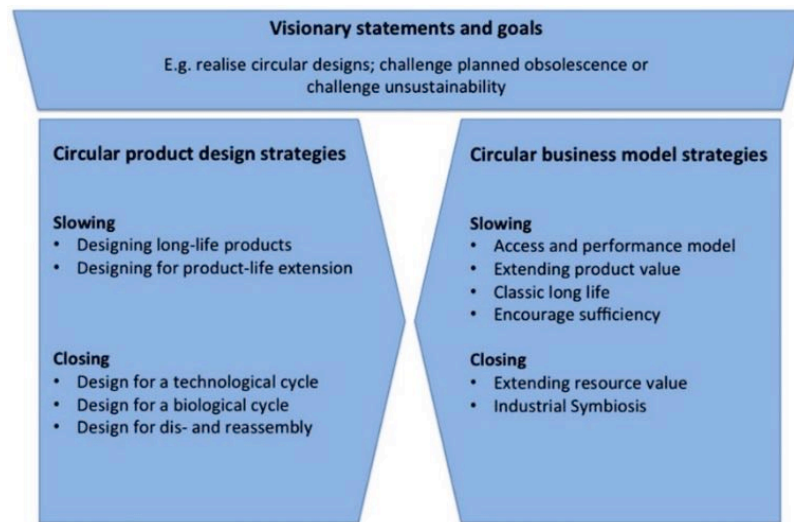 Visionary statements and goals
E.g. realise circular designs; challenge planned obsolescence or
challenge unsustainability
Circular product design strategies
Slowing
• Designing long-life products
• Designing for product-life extension
Closing
• Design for a technological cycle
• Design for a biological cycle
• Design for dis- and reassembly
Circular business model strategies
Slowing
• Access and performance model
• Extending product value
• Classic long life
• Encourage sufficiency
Closing
• Extending resource value
• Industrial Symbiosis